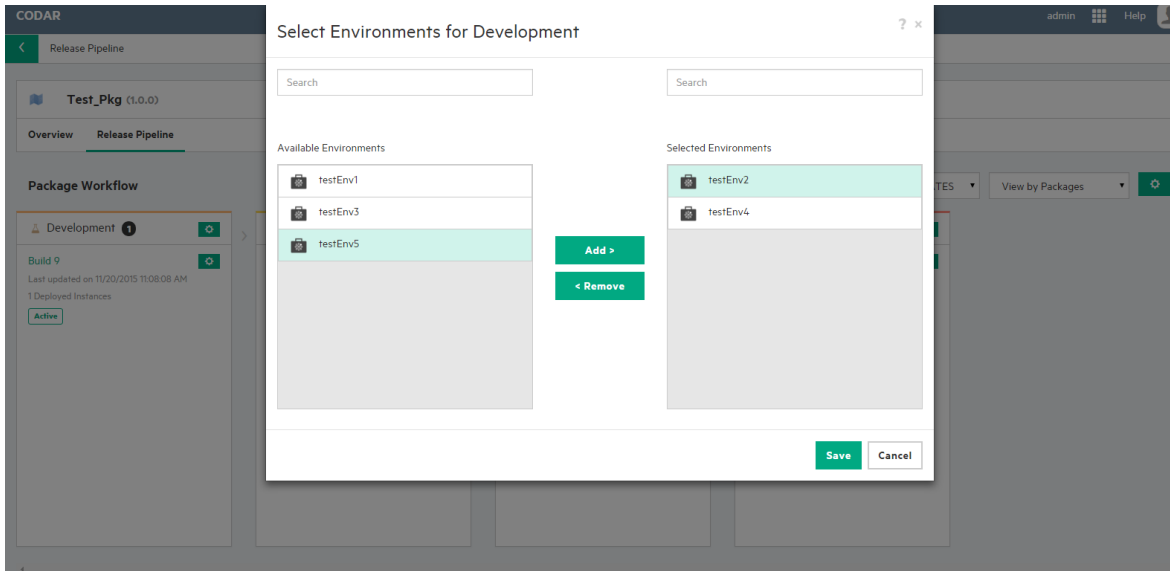 CODAR
admin
Help
Release Pipeline
Test_Pkg (1.0.0)
Overview
Release Pipeline
Package Workflow
TES
View by Packages
Development 1
Build 9
Last updated on 11/20/2015 11:08:08 AM
1 Deployed Instances
Active
Select Environments for Development
? ×
Search
Search
Available Environments
Selected Environments
testEnv1
testEnv3
testEnv5
Add >
< Remove
testEnv2
testEnv4
Save
Cancel